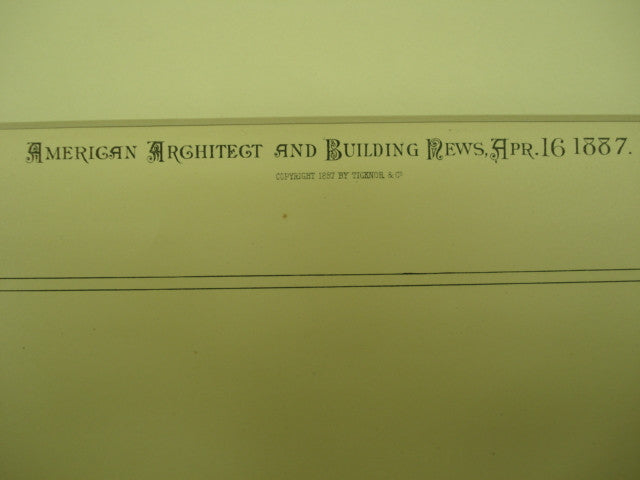 American Architect and Building News, Apr. 16 1887.
COPYRIGHT 1887 BY TICKNOR & Co